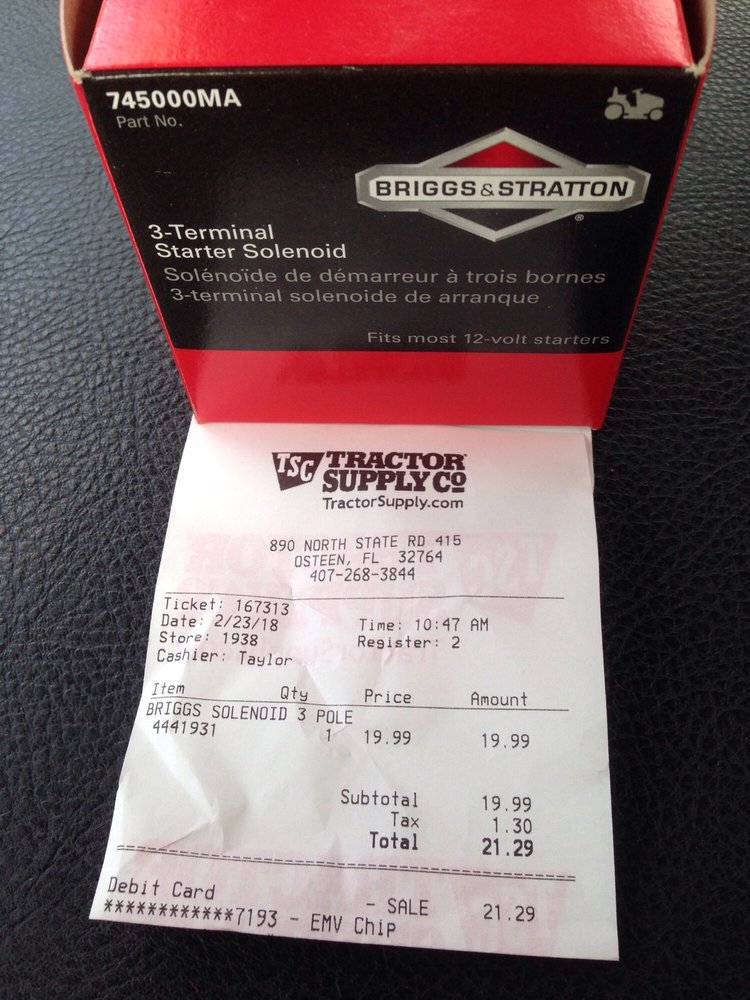 745000MA
Part No.
BRIGGS & STRATTON
®
3-Terminal
Starter Solenoid
Solénoïde de démarreur à trois bornes
3-terminal solenoide de arranque
Fits most 12-volt starters
TSC TRACTOR
SUPPLY CO
TractorSupply.com
890 NORTH STATE RD 415
OSTEEN, FL 32764
407-268-3844
Ticket: 167313
Date: 2/23/18 Time: 10:47 AM
Store: 1938 Register: 2
Cashier: Taylor
Item Qty Price Amount
BRIGGS SOLENOID 3 POLE
4441931 1 19.99 19.99
Subtotal 19.99
Tax 1.30
Total 21.29
Debit Card - SALE 21.29
************7193 - EMV Chip